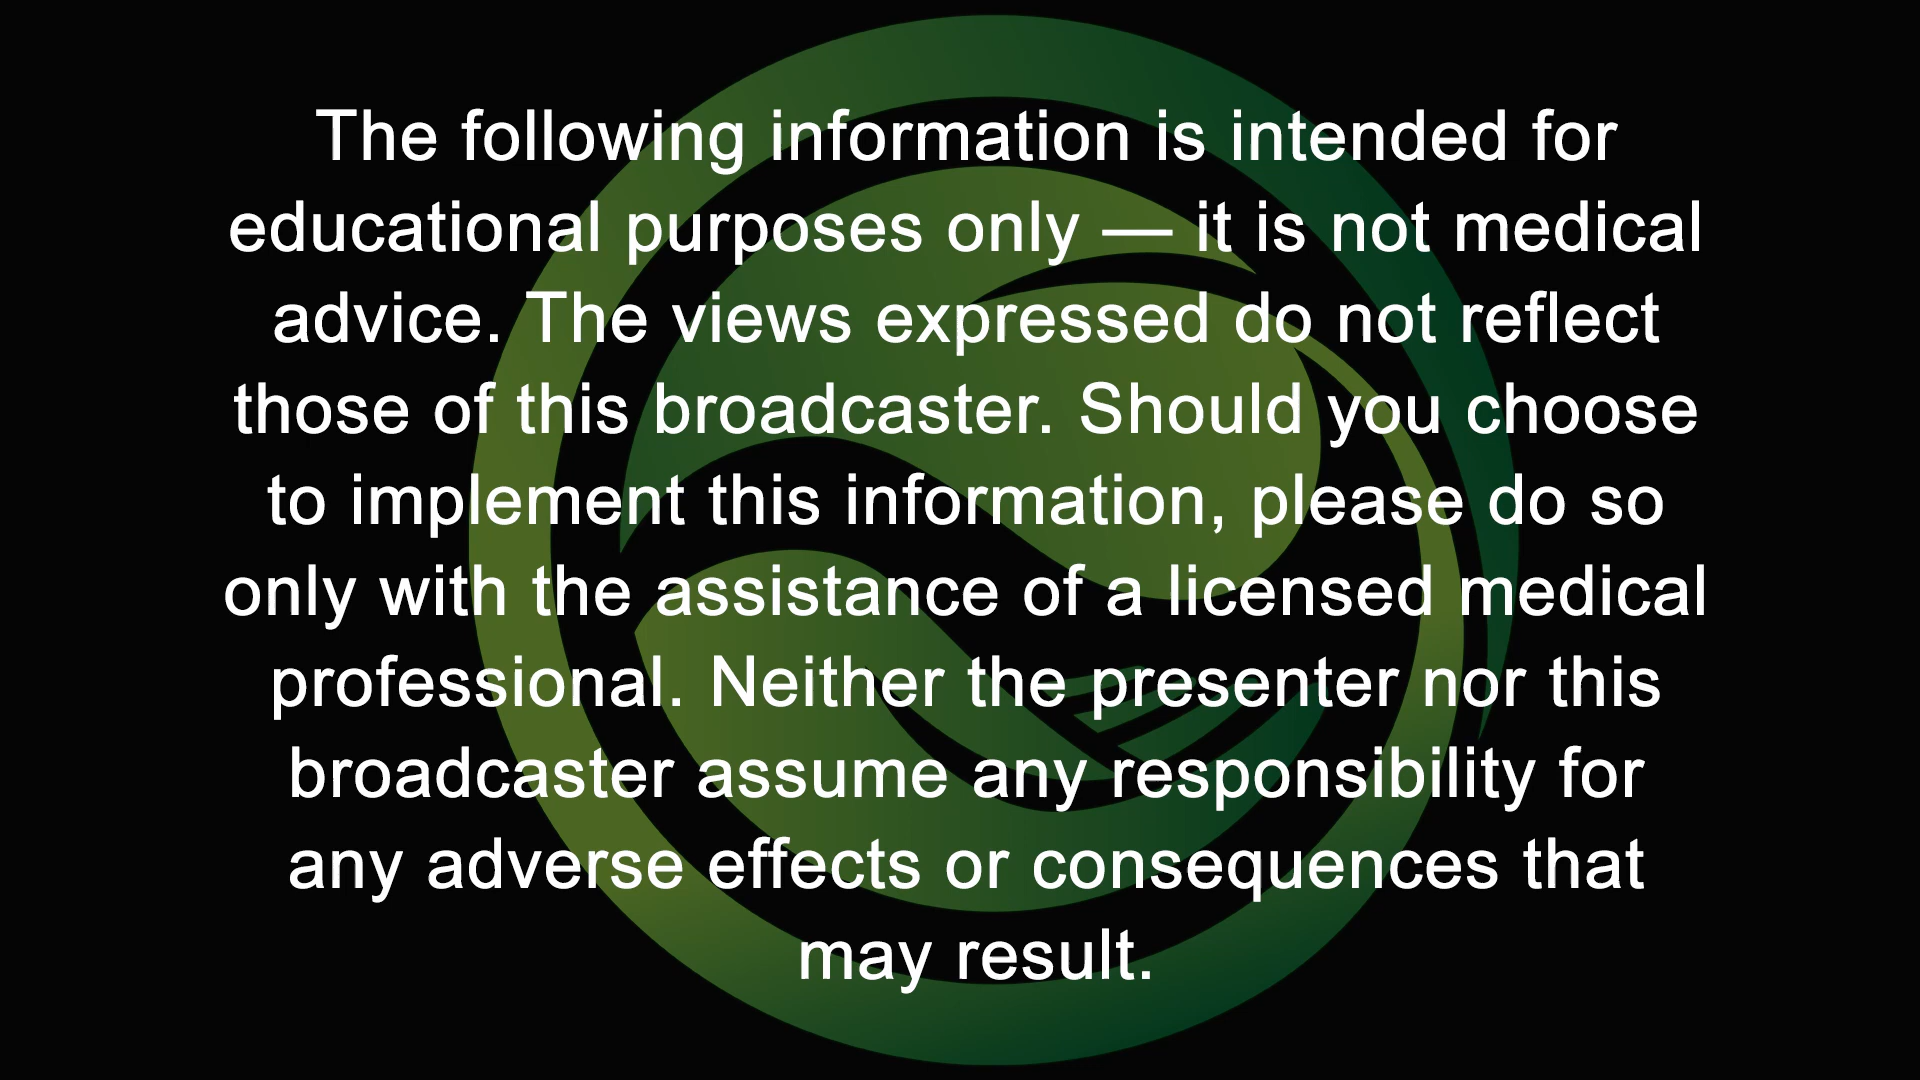 The following information is intended for
educational purposes only — it is not medical
advice. The views expressed do not reflect
those of this broadcaster. Should you choose
to implement this information, please do so
only with the assistance of a licensed medical
professional. Neither the presenter nor this
broadcaster assume any responsibility for
any adverse effects or consequences that
may result.